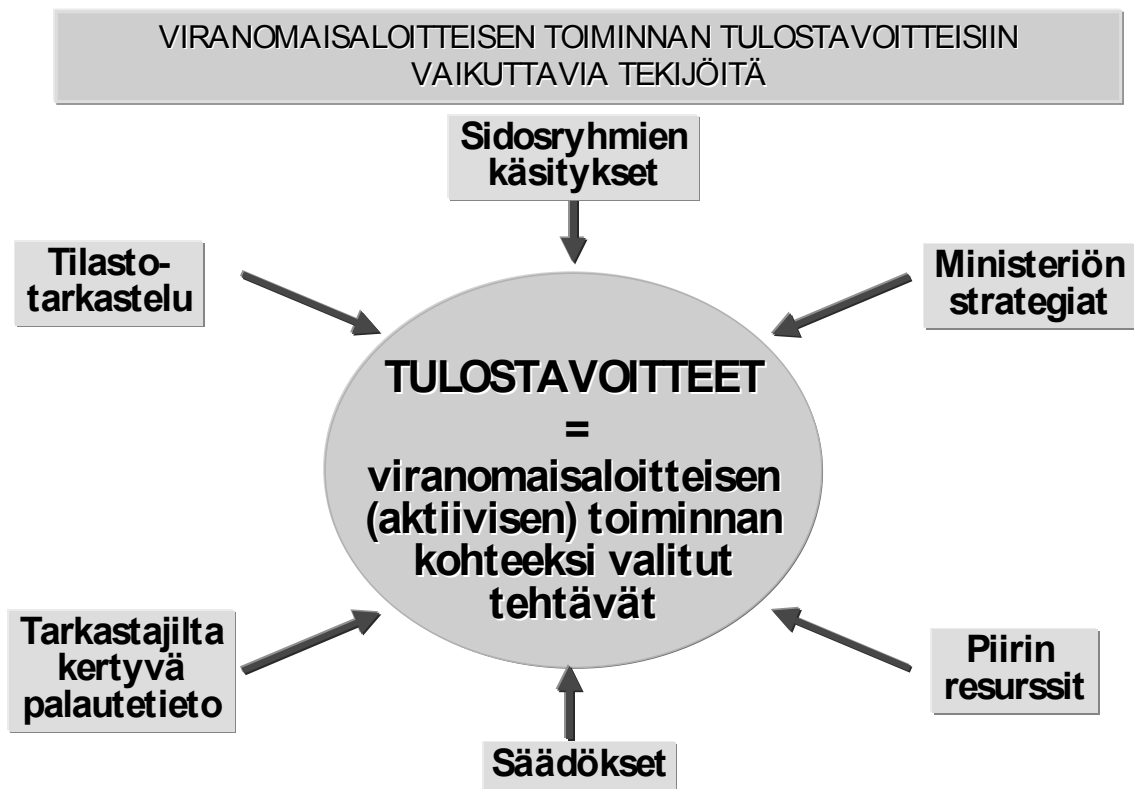 VIRANOMAISALOITTEISEN TOIMINNAN TULOSTAVOITTEISIIN
VAIKUTTAVIA TEKIJÖITÄ
Sidosryhmien
käsitykset
Tilasto-
tarkastelu
Ministeriön
strategiat
TULOSTAVOITTEET
=
viranomaisaloitteisen
(aktiivisen) toiminnan
kohteeksi valitut
tehtävät
Tarkastajilta
kertyvä
palautetieto
Piirin
resurssit
Säädökset